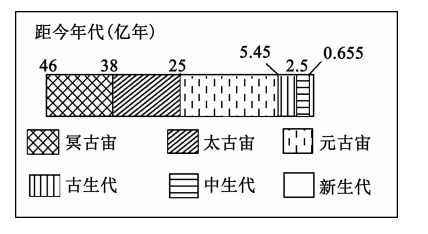 距今年代(亿年)
5.45 0.655
46 38 25 2.5
冥古宙 太古宙 元古宙
古生代 中生代 新生代